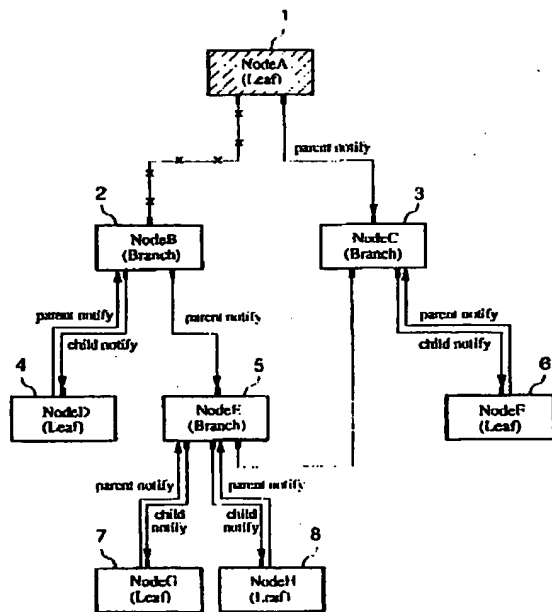 1
NodeA
(Leaf)
parent notify
2
3
NodeB
(Branch)
NodeC
(Branch)
parent notify
child notify
parent notify
parent notify
child notify
4
5
6
NodeD
(Leaf)
NodeE
(Branch)
NodeF
(Leaf)
parent notify
child
notify
parent notify
child
notify
7
8
NodeG
(Leaf)
NodeH
(Leaf)